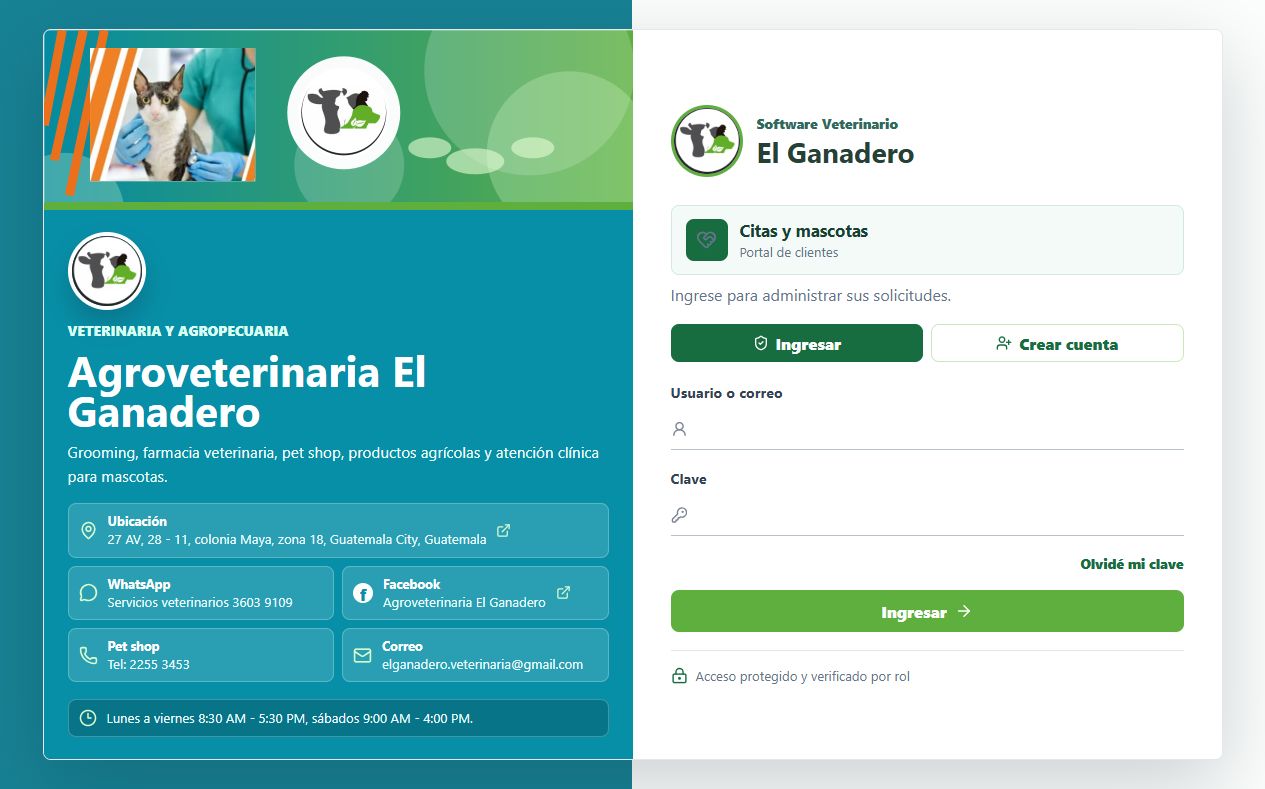 VETERINARIA Y AGROPECUARIA
Agroveterinaria El
Ganadero
Grooming, farmacia veterinaria, pet shop, productos agrícolas y atención clínica
para mascotas.
Ubicación
27 AV, 28 - 11, colonia Maya, zona 18, Guatemala City, Guatemala
WhatsApp
Servicios veterinarios 3603 9109
Facebook
Agroveterinaria El Ganadero
Pet shop
Tel: 2255 3453
Correo
elganadero.veterinaria@gmail.com
Lunes a viernes 8:30 AM - 5:30 PM, sábados 9:00 AM - 4:00 PM.
Software Veterinario
El Ganadero
Citas y mascotas
Portal de clientes
Ingrese para administrar sus solicitudes.
Ingresar
Crear cuenta
Usuario o correo
Clave
Olvidé mi clave
Ingresar
Acceso protegido y verificado por rol